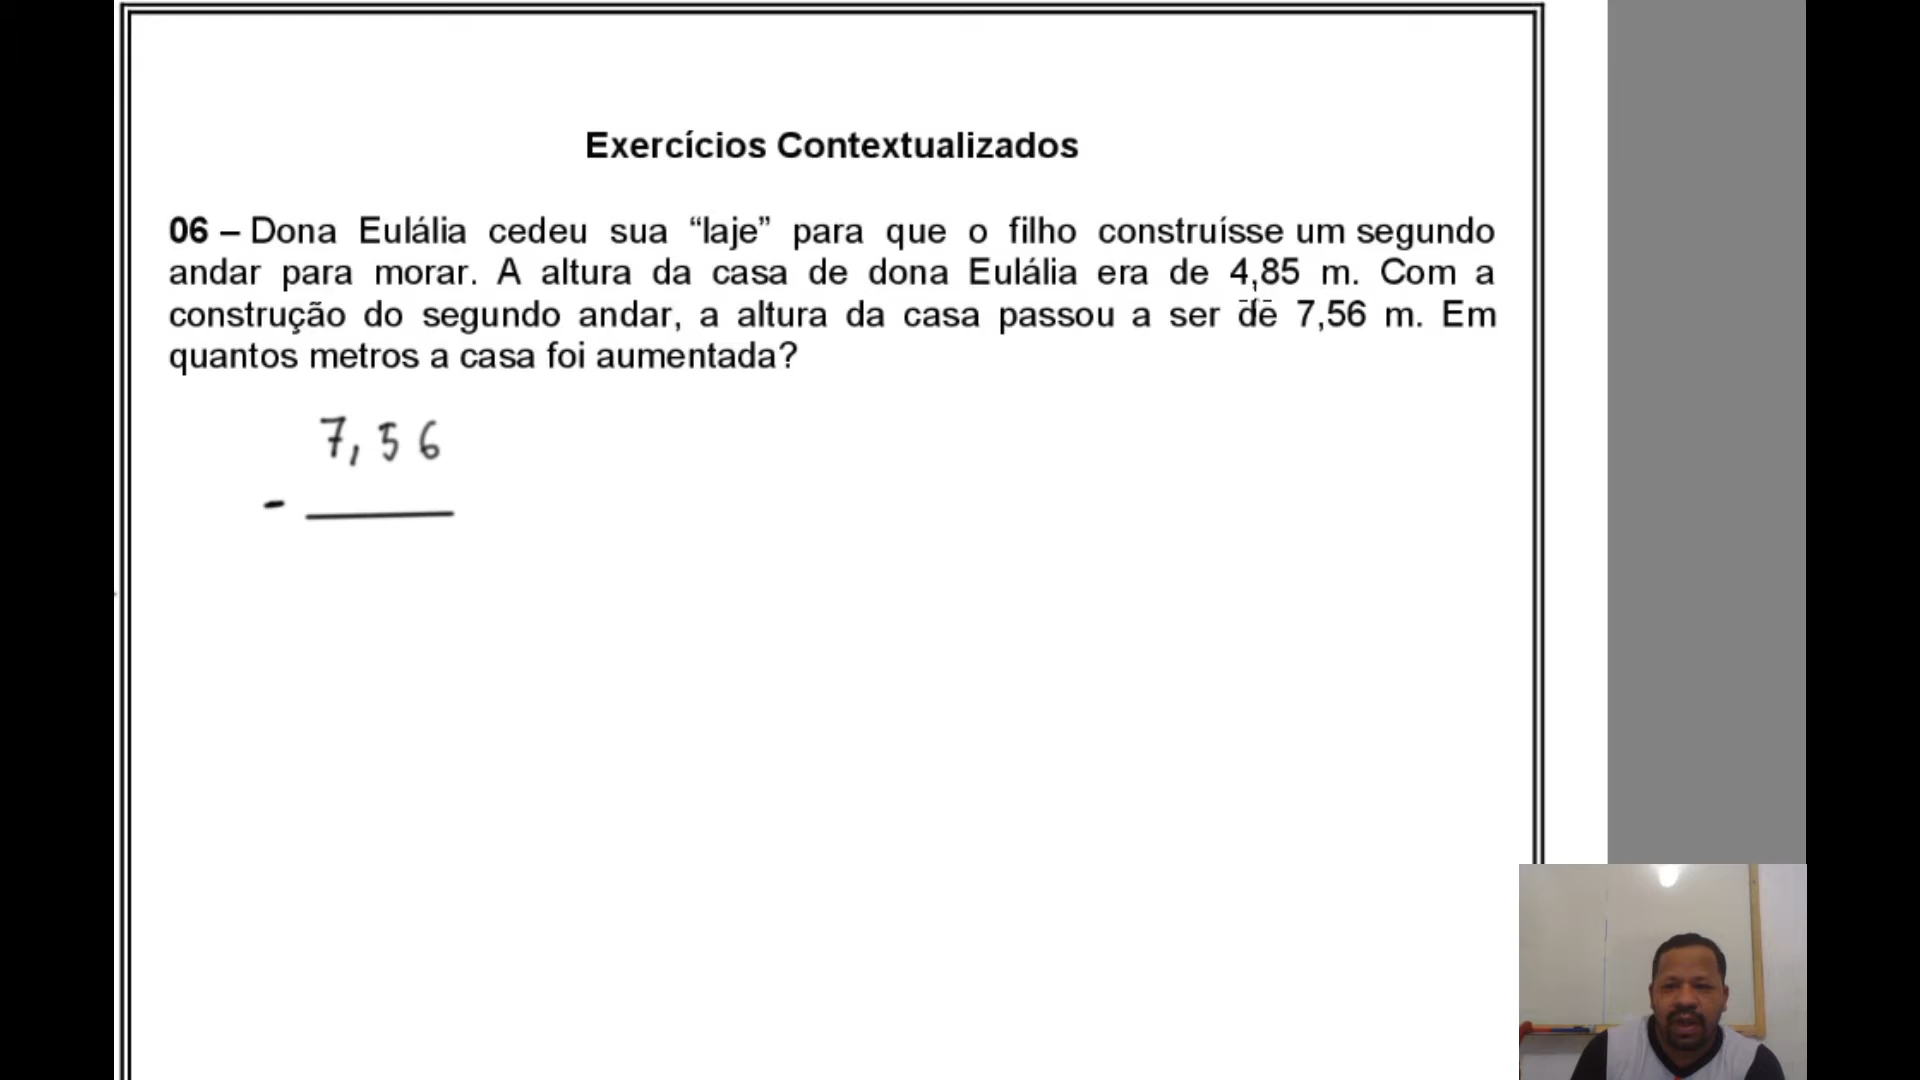 Exercícios Contextualizados
06 – Dona Eulália cedeu sua “laje” para que o filho construísse um segundo
andar para morar. A altura da casa de dona Eulália era de 4,85 m. Com a
construção do segundo andar, a altura da casa passou a ser de 7,56 m. Em
quantos metros a casa foi aumentada?
7,56
-